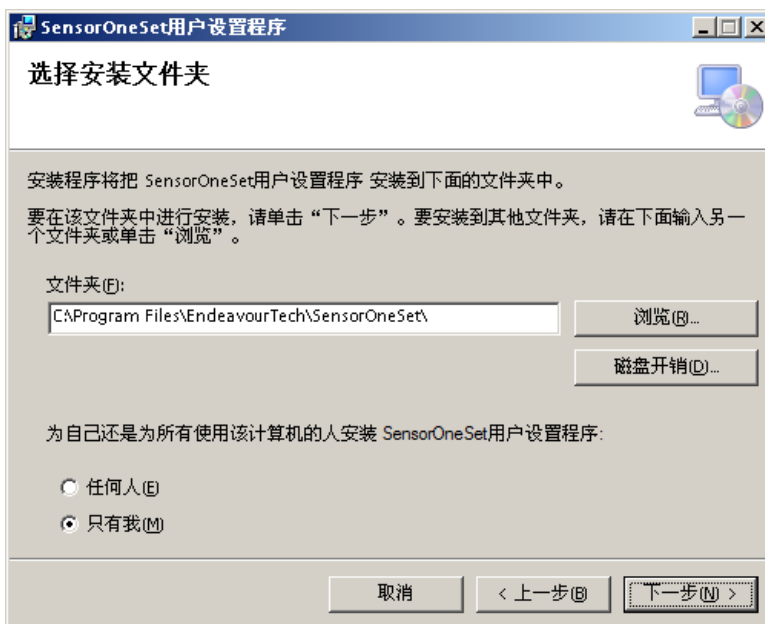 SensorOneSet用户设置程序
选择安装文件夹
安装程序将把 SensorOneSet用户设置程序 安装到下面的文件夹中。
要在该文件夹中进行安装，请单击“下一步”。要安装到其他文件夹，请在下面输入另一
个文件夹或单击“浏览”。
文件夹(F):
C:\Program Files\EndeavourTech\SensorOneSet\
浏览(R)...
磁盘开销(D)...
为自己还是为所有使用该计算机的人安装 SensorOneSet用户设置程序:
任何人(E)
只有我(M)
取消
< 上一步(B)
下一步(N) >